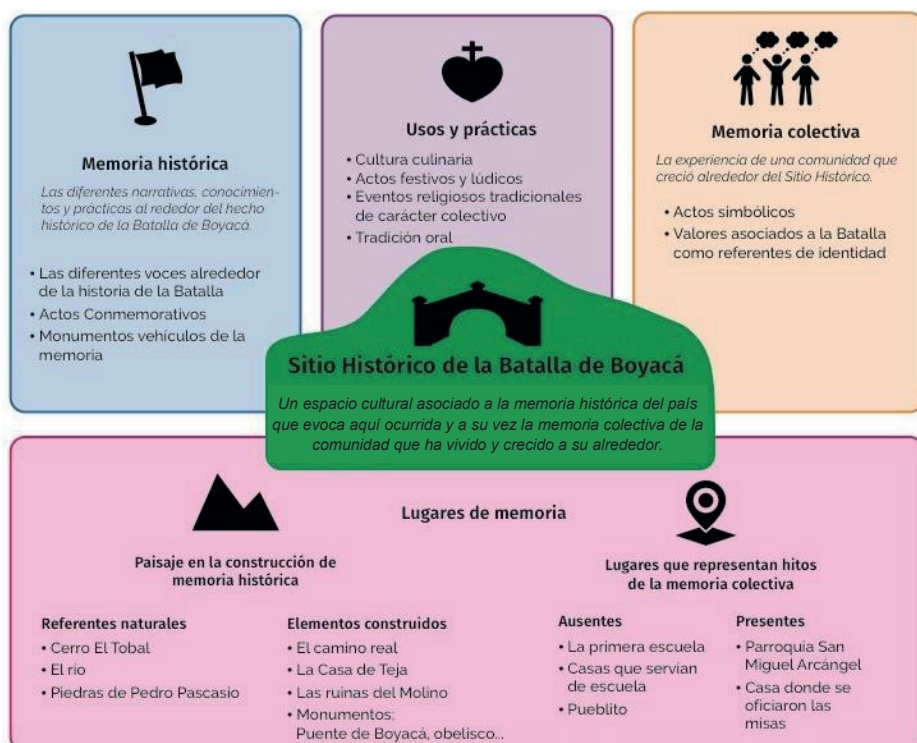 Memoria histórica
Las diferentes narrativas, conocimien-
tos y prácticas al rededor del hecho
histórico de la Batalla de Boyacá.
• Las diferentes voces alrededor
de la historia de la Batalla
• Actos Conmemorativos
• Monumentos vehículos de la
memoria
Usos y prácticas
• Cultura culinaria
• Actos festivos y lúdicos
• Eventos religiosos tradicionales
de carácter colectivo
• Tradición oral
Memoria colectiva
La experiencia de una comunidad que
creció alrededor del Sitio Histórico.
• Actos simbólicos
• Valores asociados a la Batalla
como referentes de identidad
Sitio Histórico de la Batalla de Boyacá
Un espacio cultural asociado a la memoria histórica del país
que evoca aquí ocurrida y a su vez la memoria colectiva de la
comunidad que ha vivido y crecido a su alrededor.
Lugares de memoria
Paisaje en la construcción de
memoria histórica
Referentes naturales
• Cerro El Tobal
• El río
• Piedras de Pedro Pascasio
Elementos construidos
• El camino real
• La Casa de Teja
• Las ruinas del Molino
• Monumentos;
Puente de Boyacá, obelisco...
Lugares que representan hitos
de la memoria colectiva
Ausentes
• La primera escuela
• Casas que servían
de escuela
• Pueblito
Presentes
• Parroquia San
Miguel Arcángel
• Casa donde se
oficiaron las
misas